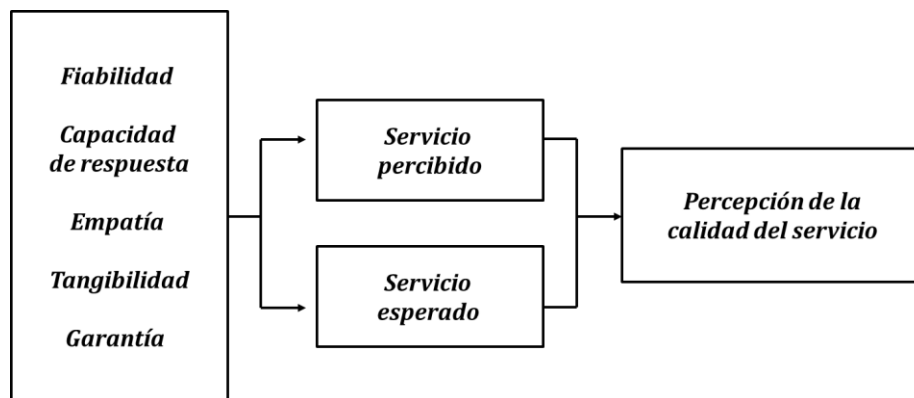 Fiabilidad
Capacidad
de respuesta
Empatía
Tangibilidad
Garantía
Servicio
percibido
Servicio
esperado
Percepción de la
calidad del servicio